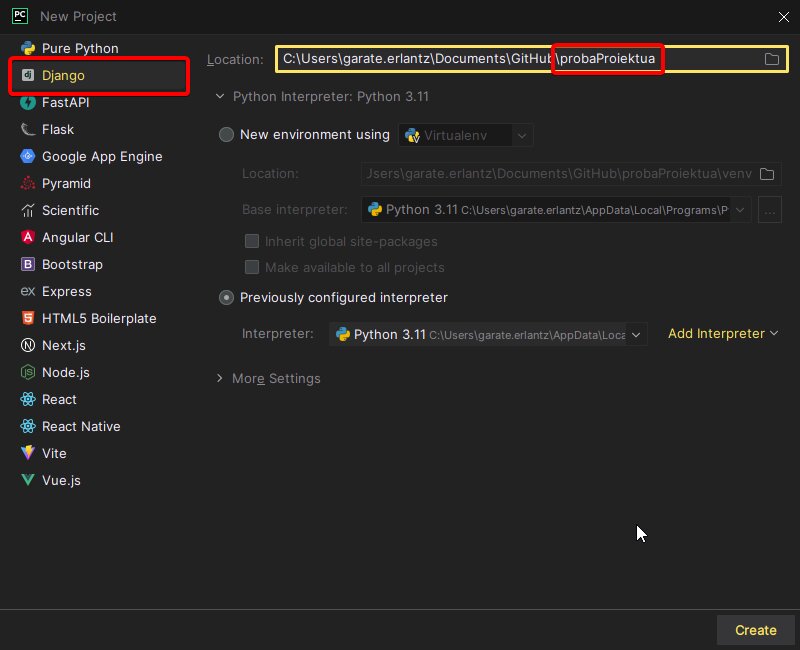 PC New Project
Pure Python
Django
FastAPI
Flask
Google App Engine
Pyramid
Scientific
Angular CLI
Bootstrap
Express
HTML5 Boilerplate
Next.js
Node.js
React
React Native
Vite
Vue.js
Location: C:\Users\garate.erlantz\Documents\GitHub\probaProiektua
Python Interpreter: Python 3.11
New environment using Virtualenv
Location: Jsers\garate.erlantz\Documents\GitHub\probaProiektua\venv
Base interpreter: Python 3.11 C:\Users\garate.erlantz\AppData\Local\Programs\P
...
Inherit global site-packages
Make available to all projects
Previously configured interpreter
Interpreter: Python 3.11 C:\Users\garate.erlantz\AppData\Loca Add Interpreter
More Settings
Create